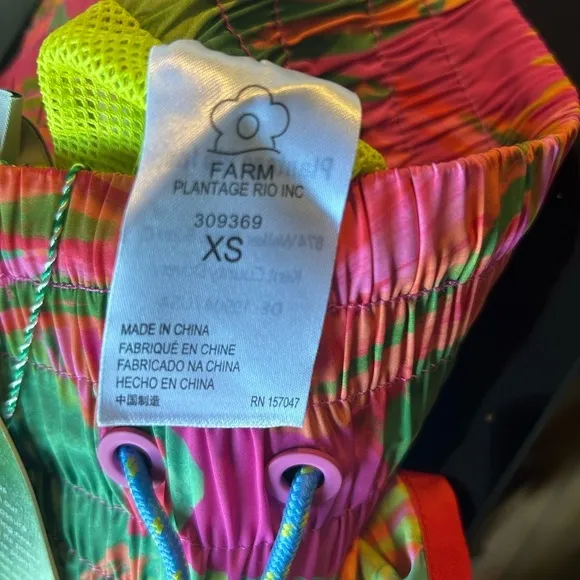 FARM
PLANTAGE RIO INC
309369
XS
MADE IN CHINA
FABRIQUÉ EN CHINE
FABRICADO NA CHINA
HECHO EN CHINA
中国制造
RN 157047